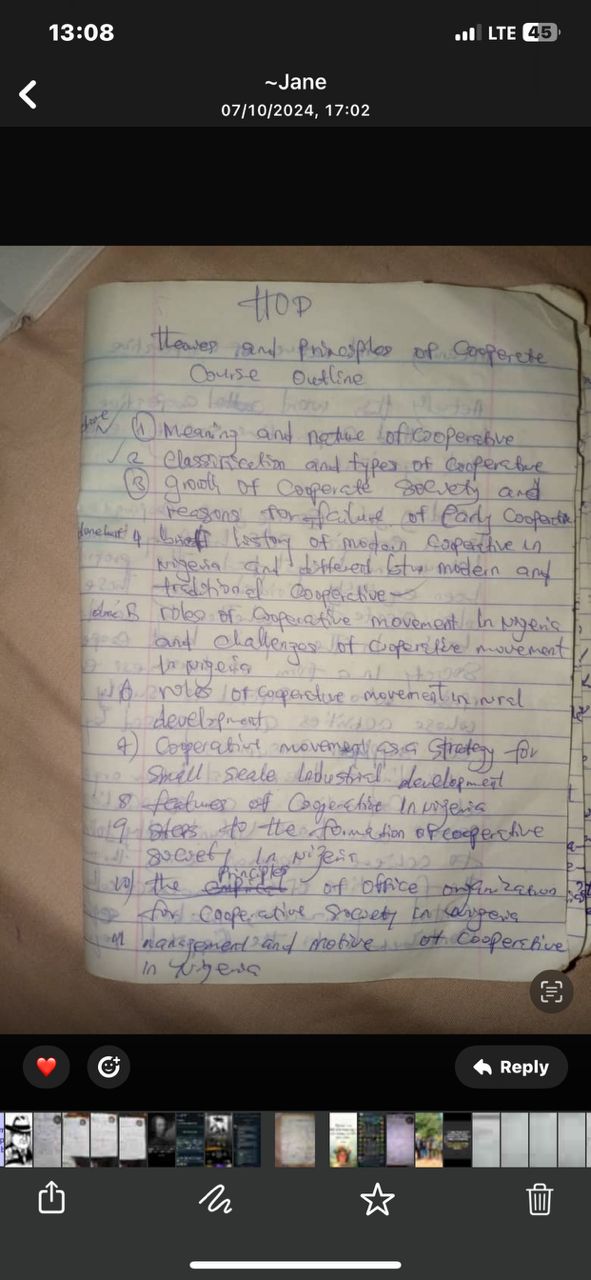 13:08
LTE 45
~Jane
07/10/2024, 17:02
HOD
and Principles of Cooperete
Course Outline
done
① Meaning and nature of Cooperative
2 Classification and types of Cooperative
③ growth of Cooperate Society and
reasons for failure of Early Cooperative
4 brief history of modern Cooperative in
Nigeria and different b/w modern and
traditional Cooperative
done 5 roles of Cooperative movement In Nigeria
and Challenges of Cooperative movement
In Nigeria
6 roles of Cooperative movement in rural
development
7) Cooperative movement as a Strategy for
Small Scale Industrial development
8 features of Cooperative In Nigeria
9 Steps to the formation of cooperative
society In Nigeria
Principles
10) the of office organization
for Cooperative Society in Nigeria
11 management and motive of Cooperative
in Nigeria
Reply